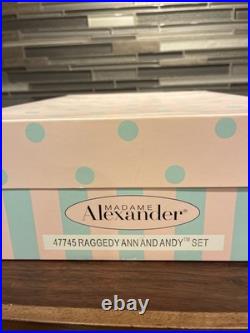 MADAME
Alexander®
47745 RAGGEDY ANN AND ANDY™ SET